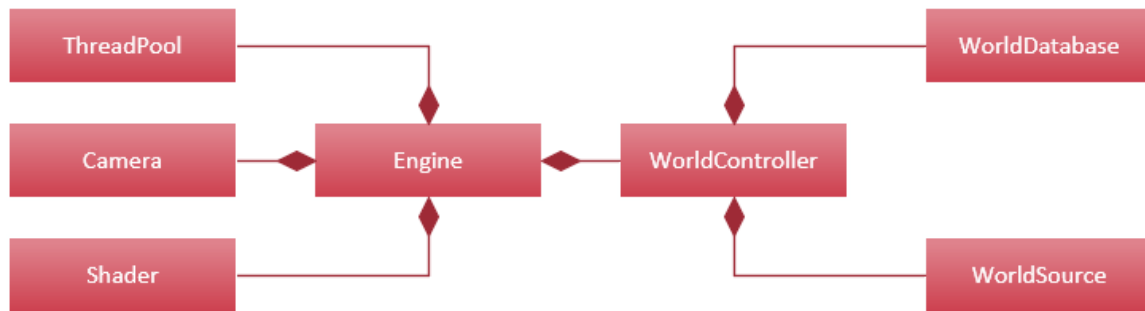 ThreadPool
WorldDatabase
Camera
Engine
WorldController
Shader
WorldSource